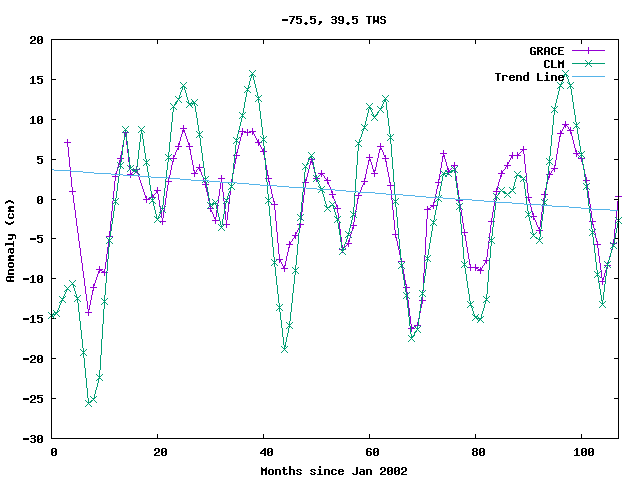 -75.5, 39.5 TWS
GRACE
CLM
Trend Line
20
15
10
5
0
-5
-10
-15
-20
-25
-30
Anomaly (cm)
0 20 40 60 80 100
Months since Jan 2002